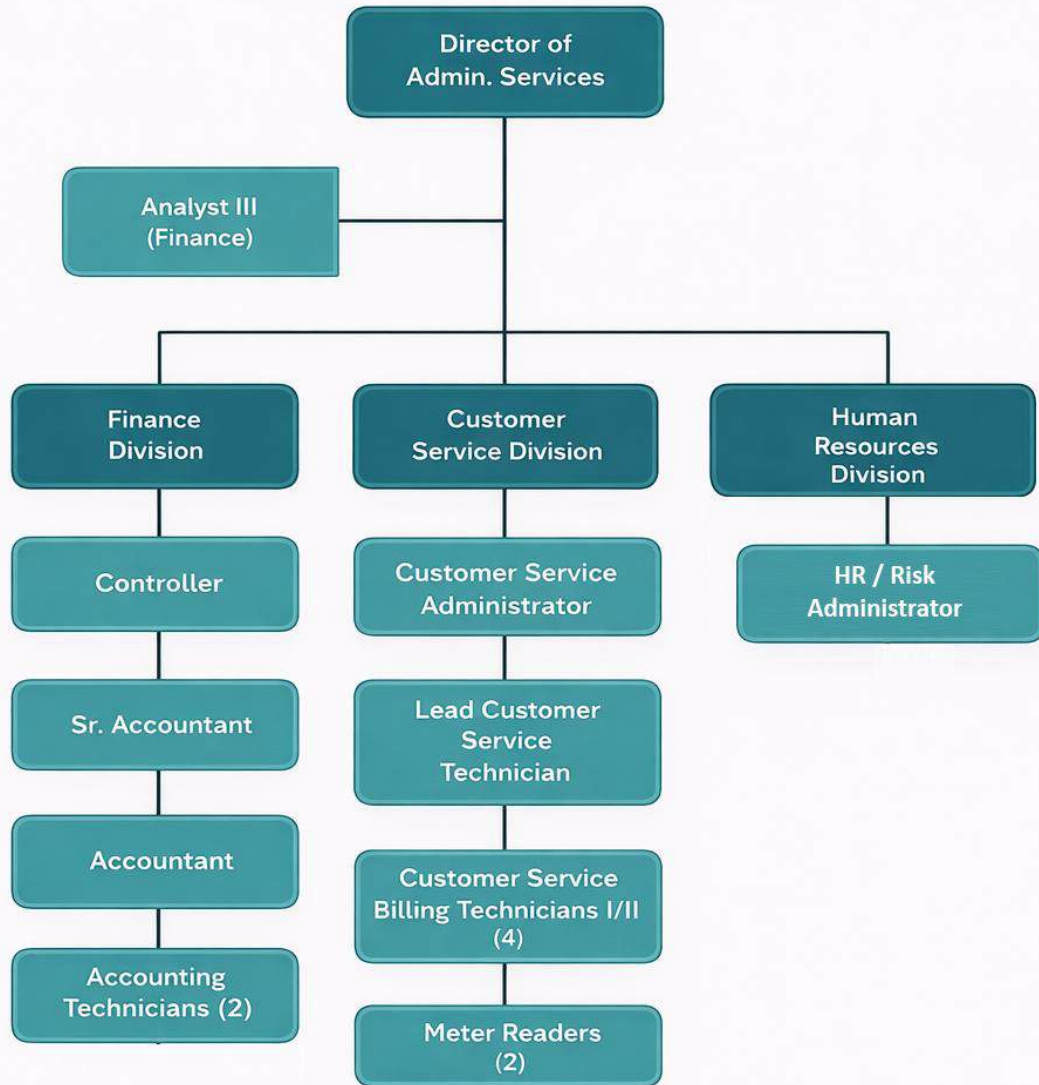 Director of
Admin. Services
Analyst III
(Finance)
Finance
Division
Customer
Service Division
Human
Resources
Division
Controller
Customer Service
Administrator
HR / Risk
Administrator
Sr. Accountant
Lead Customer
Service
Technician
Accountant
Customer Service
Billing Technicians I/II
(4)
Accounting
Technicians (2)
Meter Readers
(2)